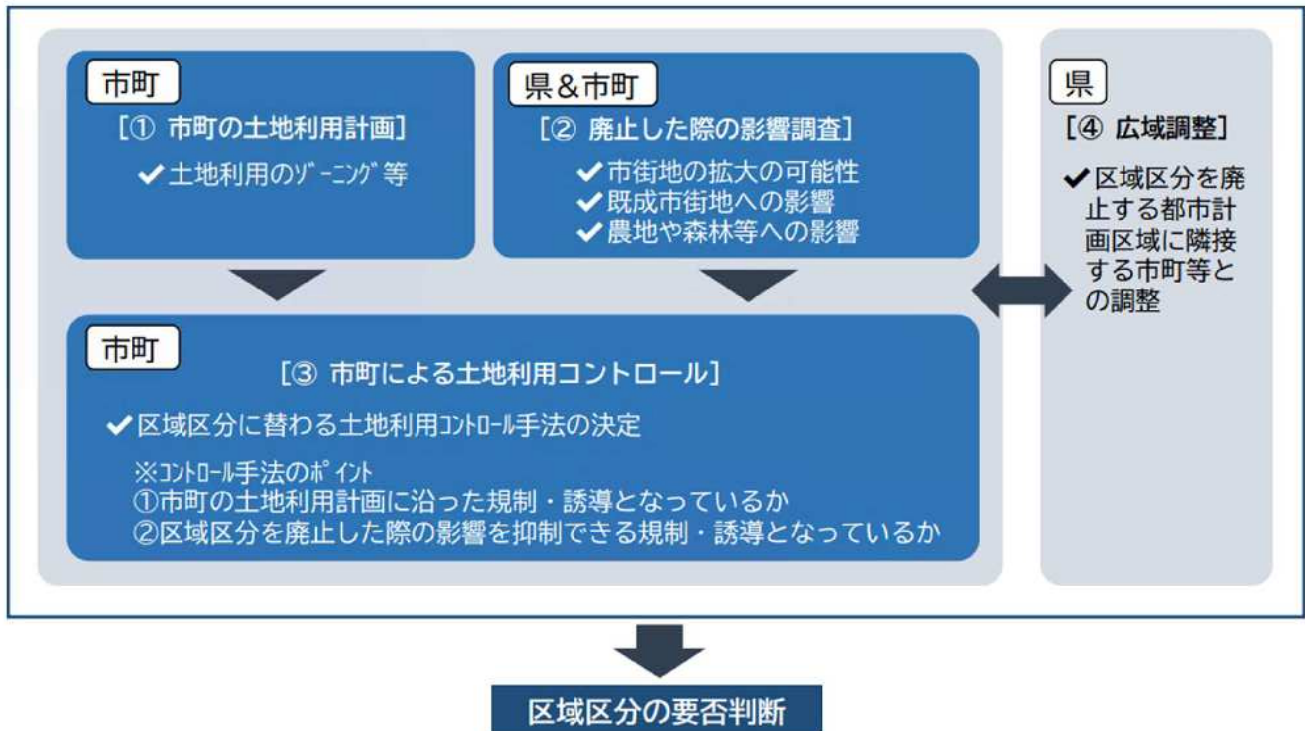 市町
[① 市町の土地利用計画]
✓土地利用のｿﾞｰﾆﾝｸﾞ等
県&市町
[② 廃止した際の影響調査]
✓市街地の拡大の可能性
✓既成市街地への影響
✓農地や森林等への影響
市町
[③ 市町による土地利用コントロール]
✓区域区分に替わる土地利用ｺﾝﾄﾛｰﾙ手法の決定
※ｺﾝﾄﾛｰﾙ手法のﾎﾟｲﾝﾄ
①市町の土地利用計画に沿った規制・誘導となっているか
②区域区分を廃止した際の影響を抑制できる規制・誘導となっているか
県
[④ 広域調整]
✓区域区分を廃
止する都市計
画区域に隣接
する市町等と
の調整
区域区分の要否判断